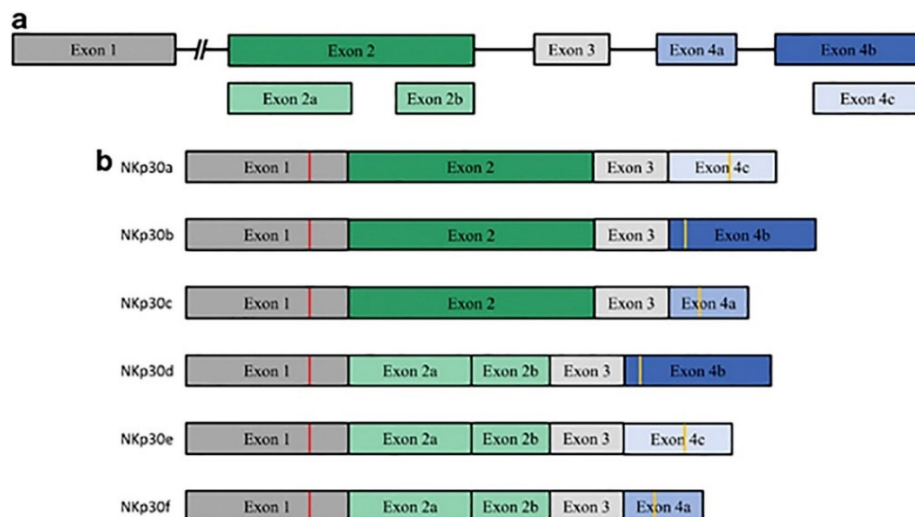 a
Exon 1 Exon 2 Exon 3 Exon 4a Exon 4b
Exon 2a Exon 2b Exon 4c
b
NKp30a Exon 1 Exon 2 Exon 3 Exon 4c
NKp30b Exon 1 Exon 2 Exon 3 Exon 4b
NKp30c Exon 1 Exon 2 Exon 3 Exon 4a
NKp30d Exon 1 Exon 2a Exon 2b Exon 3 Exon 4b
NKp30e Exon 1 Exon 2a Exon 2b Exon 3 Exon 4c
NKp30f Exon 1 Exon 2a Exon 2b Exon 3 Exon 4a